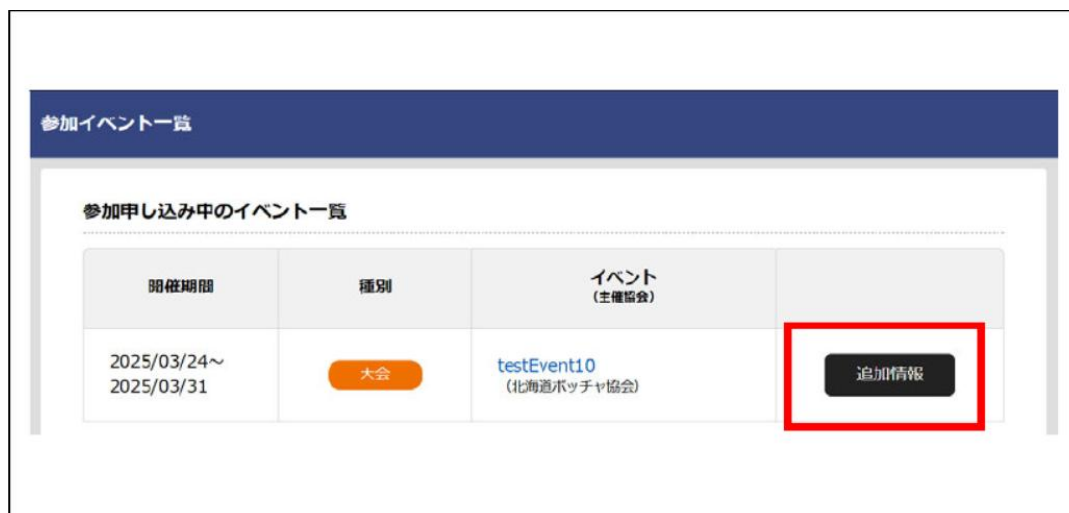 参加イベント一覧
参加申し込み中のイベント一覧
開催期間
種別
イベント
（主催協会）
2025/03/24～
2025/03/31
大会
testEvent10
（北海道ボッチャ協会）
追加情報